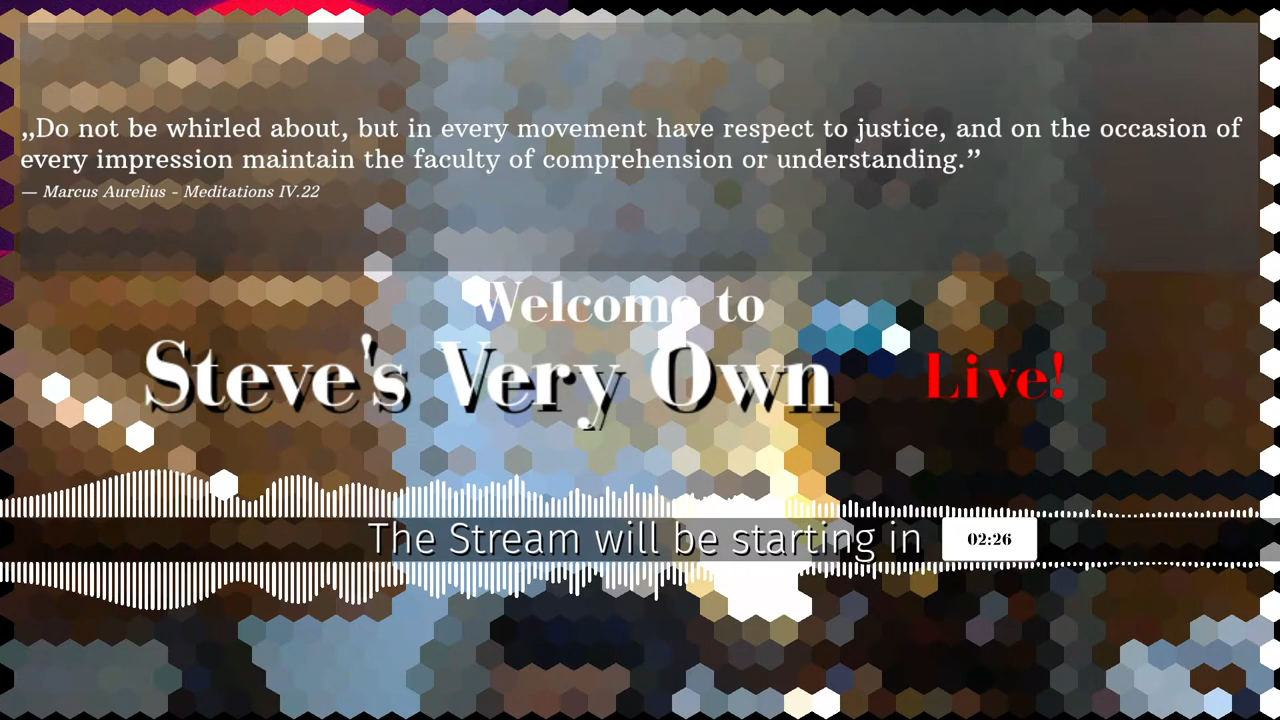 „Do not be whirled about, but in every movement have respect to justice, and on the occasion of
every impression maintain the faculty of comprehension or understanding.”
— Marcus Aurelius - Meditations IV.22
Welcome to
Steve's Very Own Live!
The Stream will be starting in 02:26